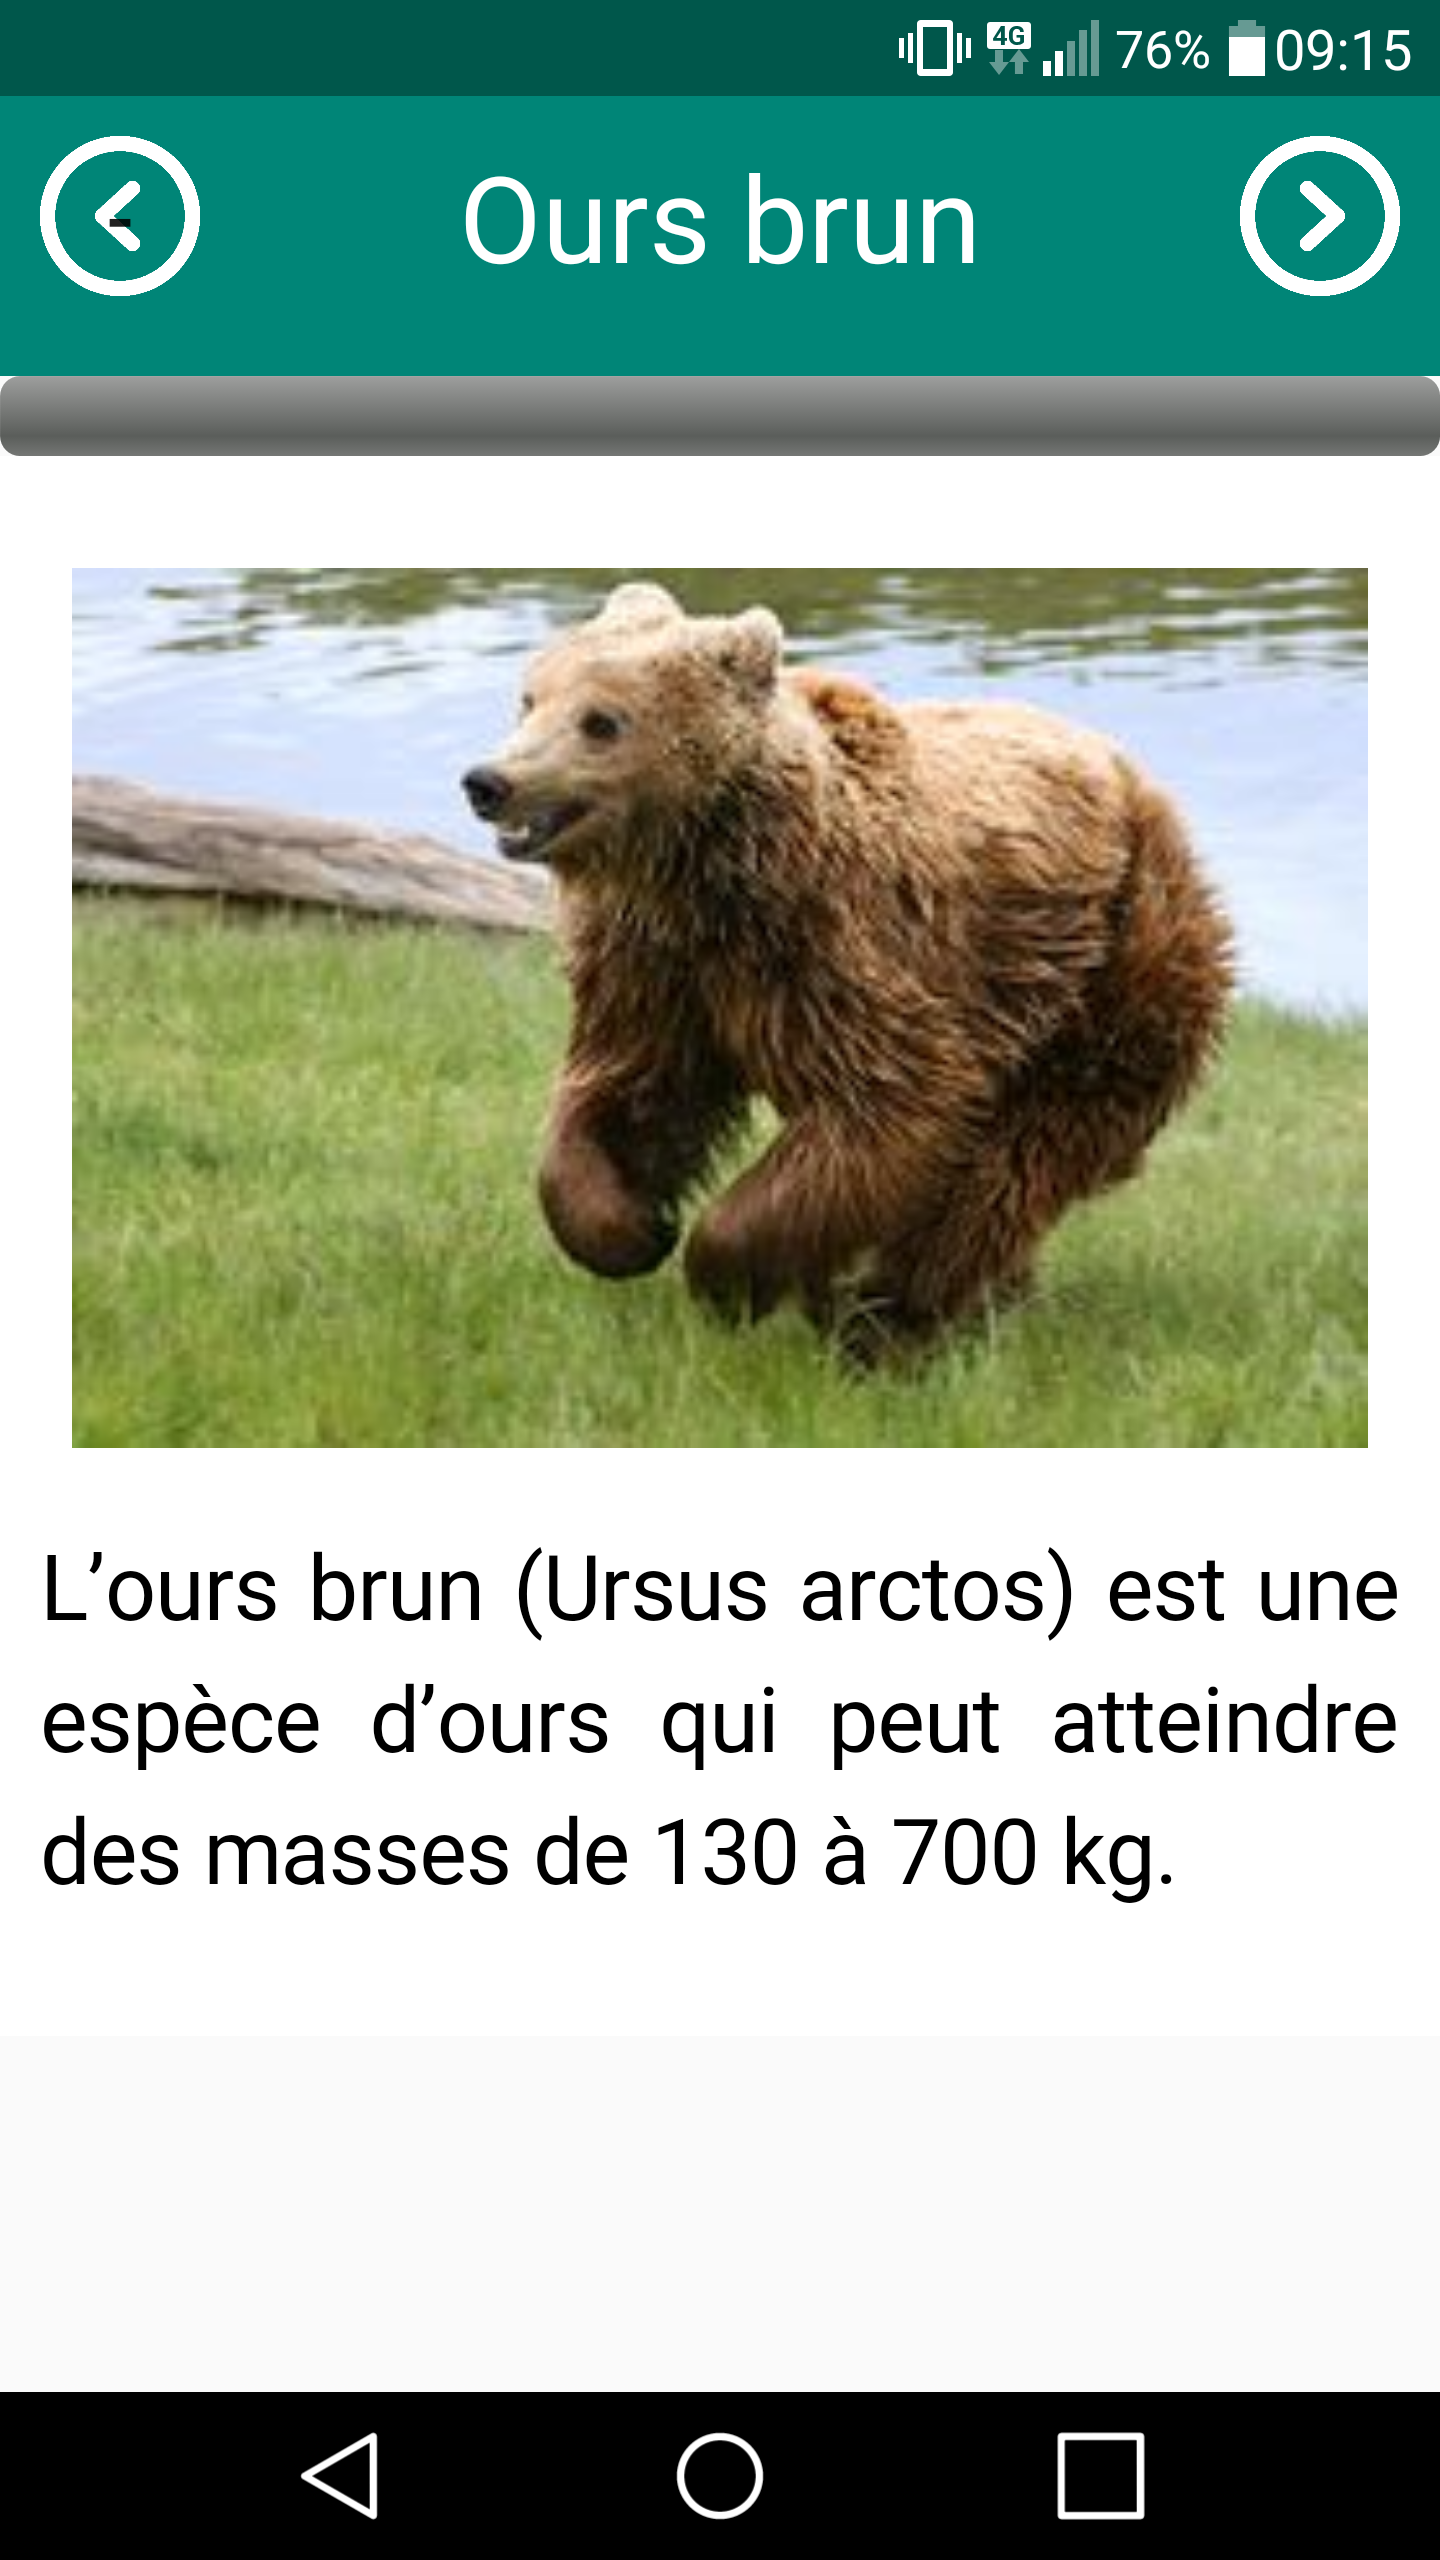 4G 76% 09:15
Ours brun
L’ours brun (Ursus arctos) est une
espèce d’ours qui peut atteindre
des masses de 130 à 700 kg.